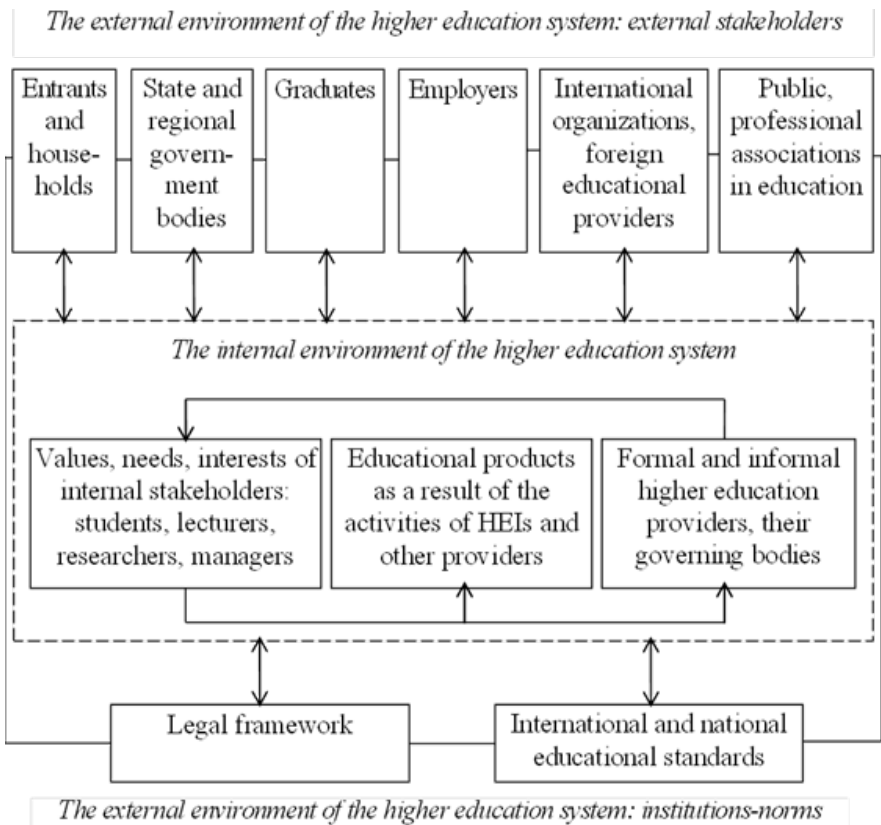 The external environment of the higher education system: external stakeholders
Entrants
and
house-
holds
State and
regional
govern-
ment
bodies
Graduates
Employers
International
organizations,
foreign
educational
providers
Public,
professional
associations
in education
The internal environment of the higher education system
Values, needs, interests of
internal stakeholders:
students, lecturers,
researchers, managers
Educational products
as a result of the
activities of HEIs and
other providers
Formal and informal
higher education
providers, their
governing bodies
Legal framework
International and national
educational standards
The external environment of the higher education system: institutions-norms